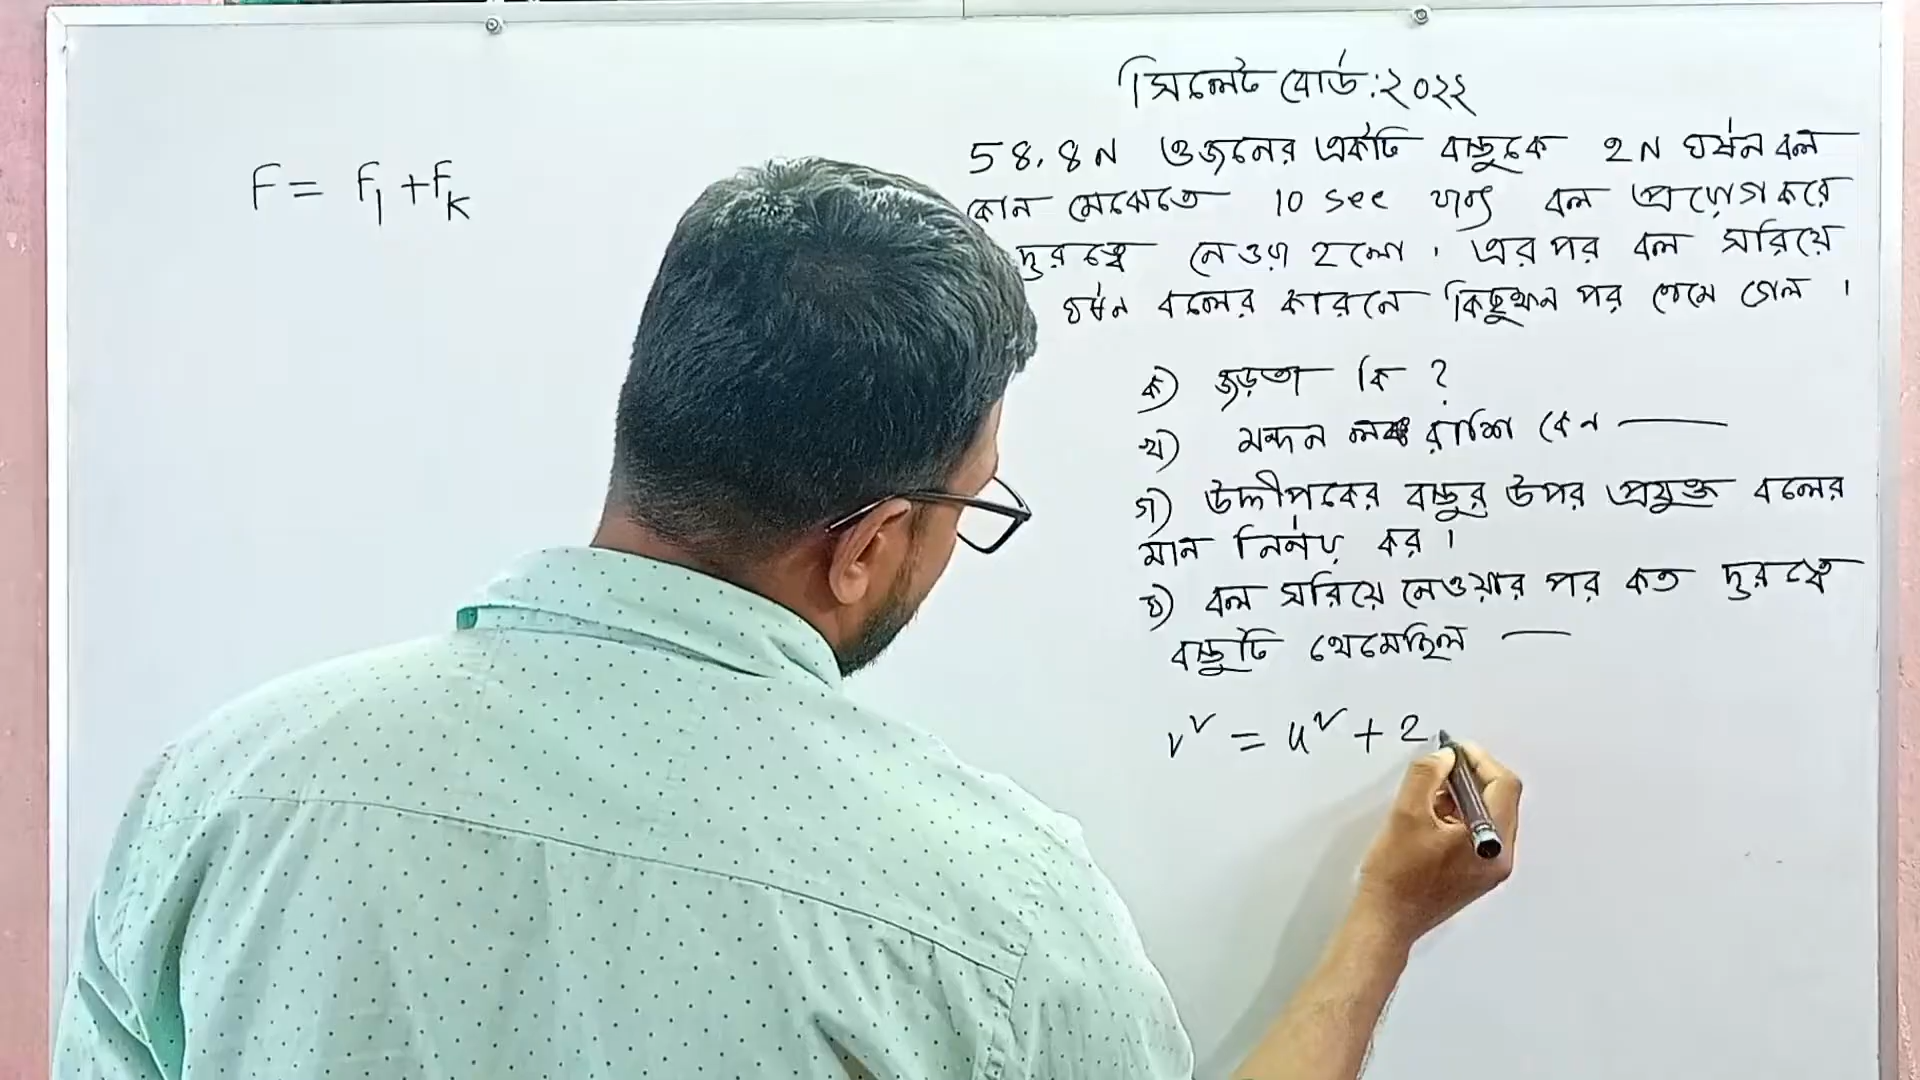 সিলেট বোর্ড:২০২২
58.8N ওজনের একটি বস্তুকে 2N ঘর্ষন বল
কোন মেঝেতে 10 sec যাবৎ বল প্রয়োগ করে
দুরত্বে নেওয়া হলো । এরপর বল সরিয়ে
ঘর্ষন বলের কারনে কিছুক্ষন পর থেমে গেল ।
F = F1 + Fk
ক) জড়তা কি ?
খ) মন্দন রাশি কেন
গ) উদ্দীপকের বস্তুর উপর প্রযুক্ত বলের
মান নির্ণয় কর ।
ঘ) বল সরিয়ে নেওয়ার পর কত দুরত্বে
বস্তুটি থেমেছিল
v² = u² + 2